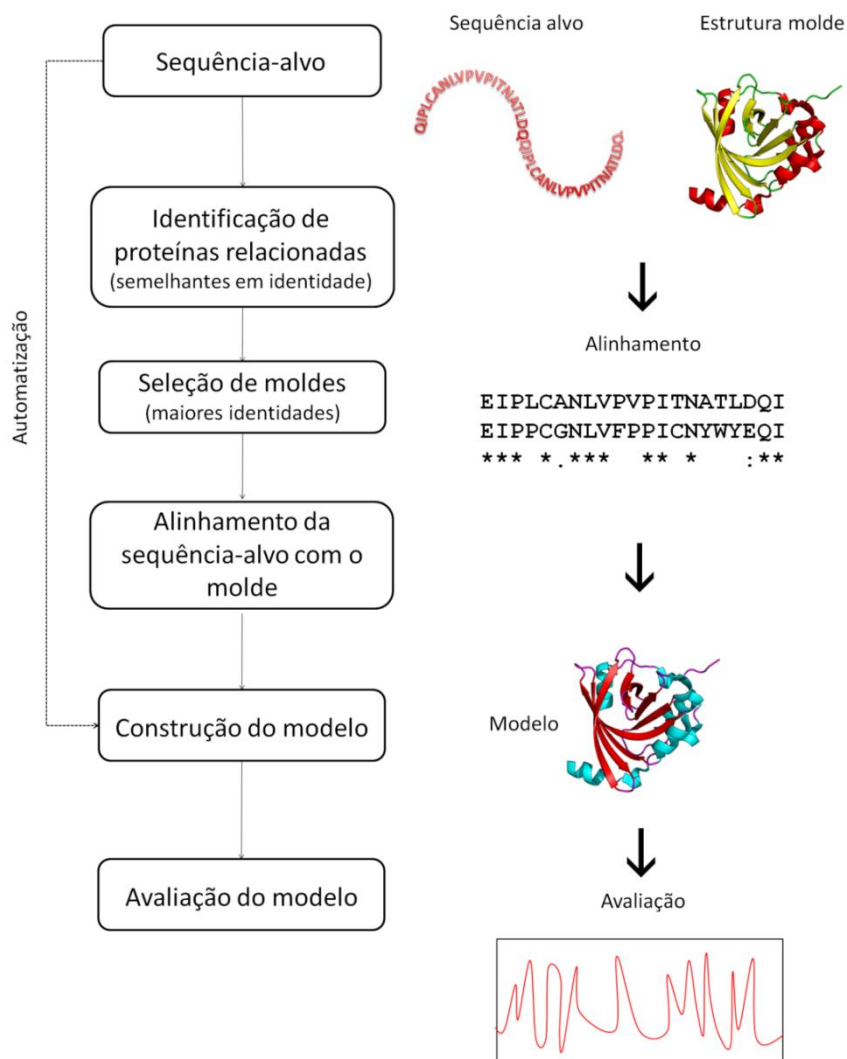 Sequência-alvo
Identificação de
proteínas relacionadas
(semelhantes em identidade)
Seleção de moldes
(maiores identidades)
Alinhamento da
sequência-alvo com o
molde
Construção do modelo
Avaliação do modelo
Automatização
Sequência alvo
Estrutura molde
QIPLCANLVPVPITNATLDQQIPLCANLVPVPITNATLDQ.
Alinhamento
EIPLCANLVPVPITNATLDQI
EIPPCGNLVFPPICNYWYEQI
*** *.*** ** * :**
Modelo
Avaliação